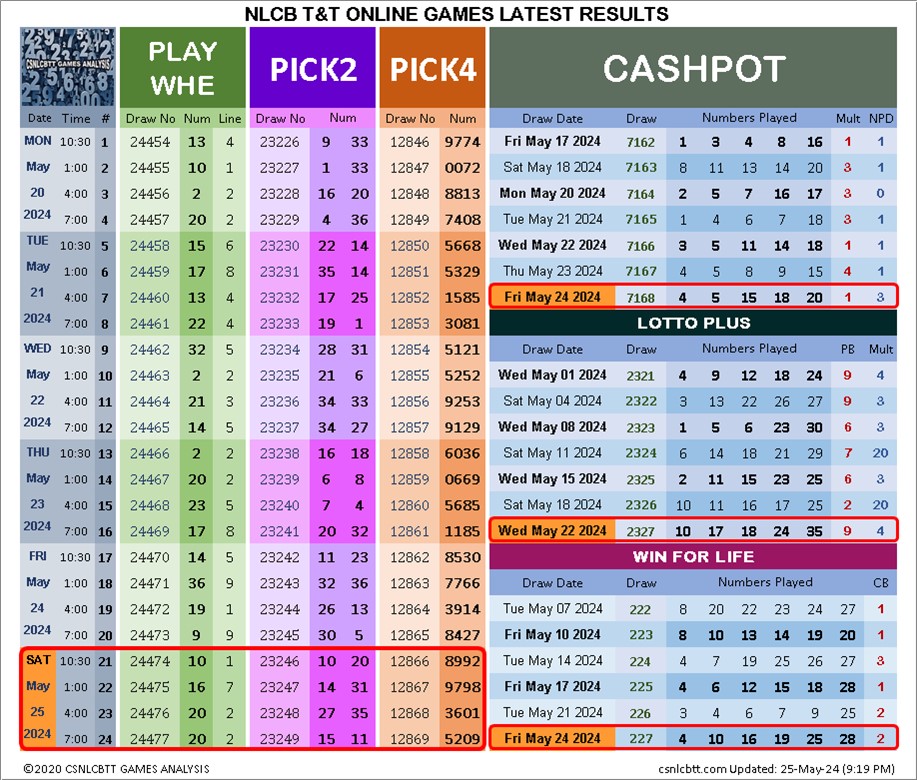 NLCB T&T ONLINE GAMES LATEST RESULTS
CSNLCBTT GAMES ANALYSIS
PLAY WHE PICK2 PICK4 CASHPOT
Date Time # Draw No Num Line Draw No Num Draw No Num Draw Date Draw Numbers Played Mult NPD
MON 10:30 1 24454 13 4 23226 9 33 12846 9774 Fri May 17 2024 7162 1 3 4 8 16 1 1
May 1:00 2 24455 10 1 23227 1 33 12847 0072 Sat May 18 2024 7163 8 11 13 14 20 3 1
20 4:00 3 24456 2 2 23228 16 20 12848 8813 Mon May 20 2024 7164 2 5 7 16 17 3 0
2024 7:00 4 24457 20 2 23229 4 36 12849 7408 Tue May 21 2024 7165 1 4 6 7 18 3 1
TUE 10:30 5 24458 15 6 23230 22 14 12850 5668 Wed May 22 2024 7166 3 5 11 14 18 1 1
May 1:00 6 24459 17 8 23231 35 14 12851 5329 Thu May 23 2024 7167 4 5 8 9 15 4 1
21 4:00 7 24460 13 4 23232 17 25 12852 1585 Fri May 24 2024 7168 4 5 15 18 20 1 3
2024 7:00 8 24461 22 4 23233 19 1 12853 3081 LOTTO PLUS
WED 10:30 9 24462 32 5 23234 28 31 12854 5121 Draw Date Draw Numbers Played PB Mult
May 1:00 10 24463 2 2 23235 21 6 12855 5252 Wed May 01 2024 2321 4 9 12 18 24 9 4
22 4:00 11 24464 21 3 23236 34 33 12856 9253 Sat May 04 2024 2322 3 13 22 26 27 9 3
2024 7:00 12 24465 14 5 23237 34 27 12857 9129 Wed May 08 2024 2323 1 5 6 23 30 6 3
THU 10:30 13 24466 2 2 23238 16 18 12858 6036 Sat May 11 2024 2324 6 14 18 21 29 7 20
May 1:00 14 24467 20 2 23239 6 8 12859 0669 Wed May 15 2024 2325 2 11 15 23 25 6 3
23 4:00 15 24468 23 5 23240 7 4 12860 5685 Sat May 18 2024 2326 10 11 16 17 25 2 20
2024 7:00 16 24469 17 8 23241 20 32 12861 1185 Wed May 22 2024 2327 10 17 18 24 35 9 4
FRI 10:30 17 24470 14 5 23242 11 23 12862 8530 WIN FOR LIFE
May 1:00 18 24471 36 9 23243 32 36 12863 7766 Draw Date Draw Numbers Played CB
24 4:00 19 24472 19 1 23244 26 13 12864 3914 Tue May 07 2024 222 8 20 22 23 24 27 1
2024 7:00 20 24473 9 9 23245 30 5 12865 8427 Fri May 10 2024 223 8 10 13 14 19 20 1
SAT 10:30 21 24474 10 1 23246 10 20 12866 8992 Tue May 14 2024 224 4 7 19 25 26 27 3
May 1:00 22 24475 16 7 23247 14 31 12867 9798 Fri May 17 2024 225 4 6 12 15 18 28 1
25 4:00 23 24476 20 2 23248 27 35 12868 3601 Tue May 21 2024 226 3 4 6 7 9 25 2
2024 7:00 24 24477 20 2 23249 15 11 12869 5209 Fri May 24 2024 227 4 10 16 19 25 28 2
©2020 CSNLCBTT GAMES ANALYSIS csnlcbtt.com Updated: 25-May-24 (9:19 PM)